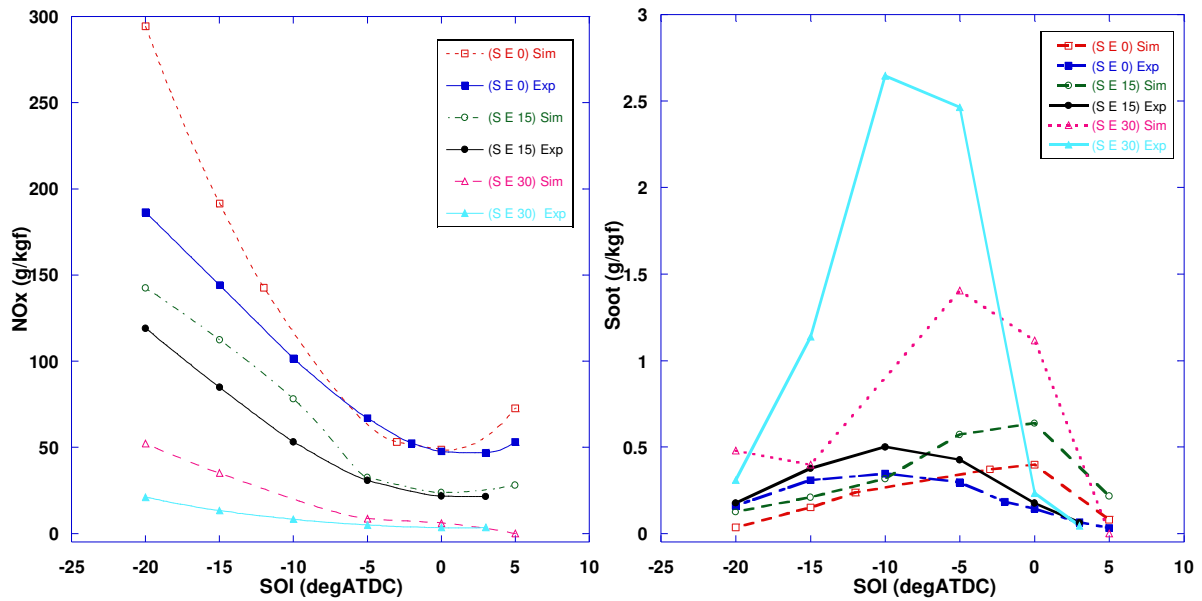 300
250
200
150
100
50
0
NOx (g/kgf)
-25 -20 -15 -10 -5 0 5 10
SOI (degATDC)
(S E 0) Sim
(S E 0) Exp
(S E 15) Sim
(S E 15) Exp
(S E 30) Sim
(S E 30) Exp
3
2.5
2
1.5
1
0.5
0
Soot (g/kgf)
-25 -20 -15 -10 -5 0 5 10
SOI (degATDC)
(S E 0) Sim
(S E 0) Exp
(S E 15) Sim
(S E 15) Exp
(S E 30) Sim
(S E 30) Exp